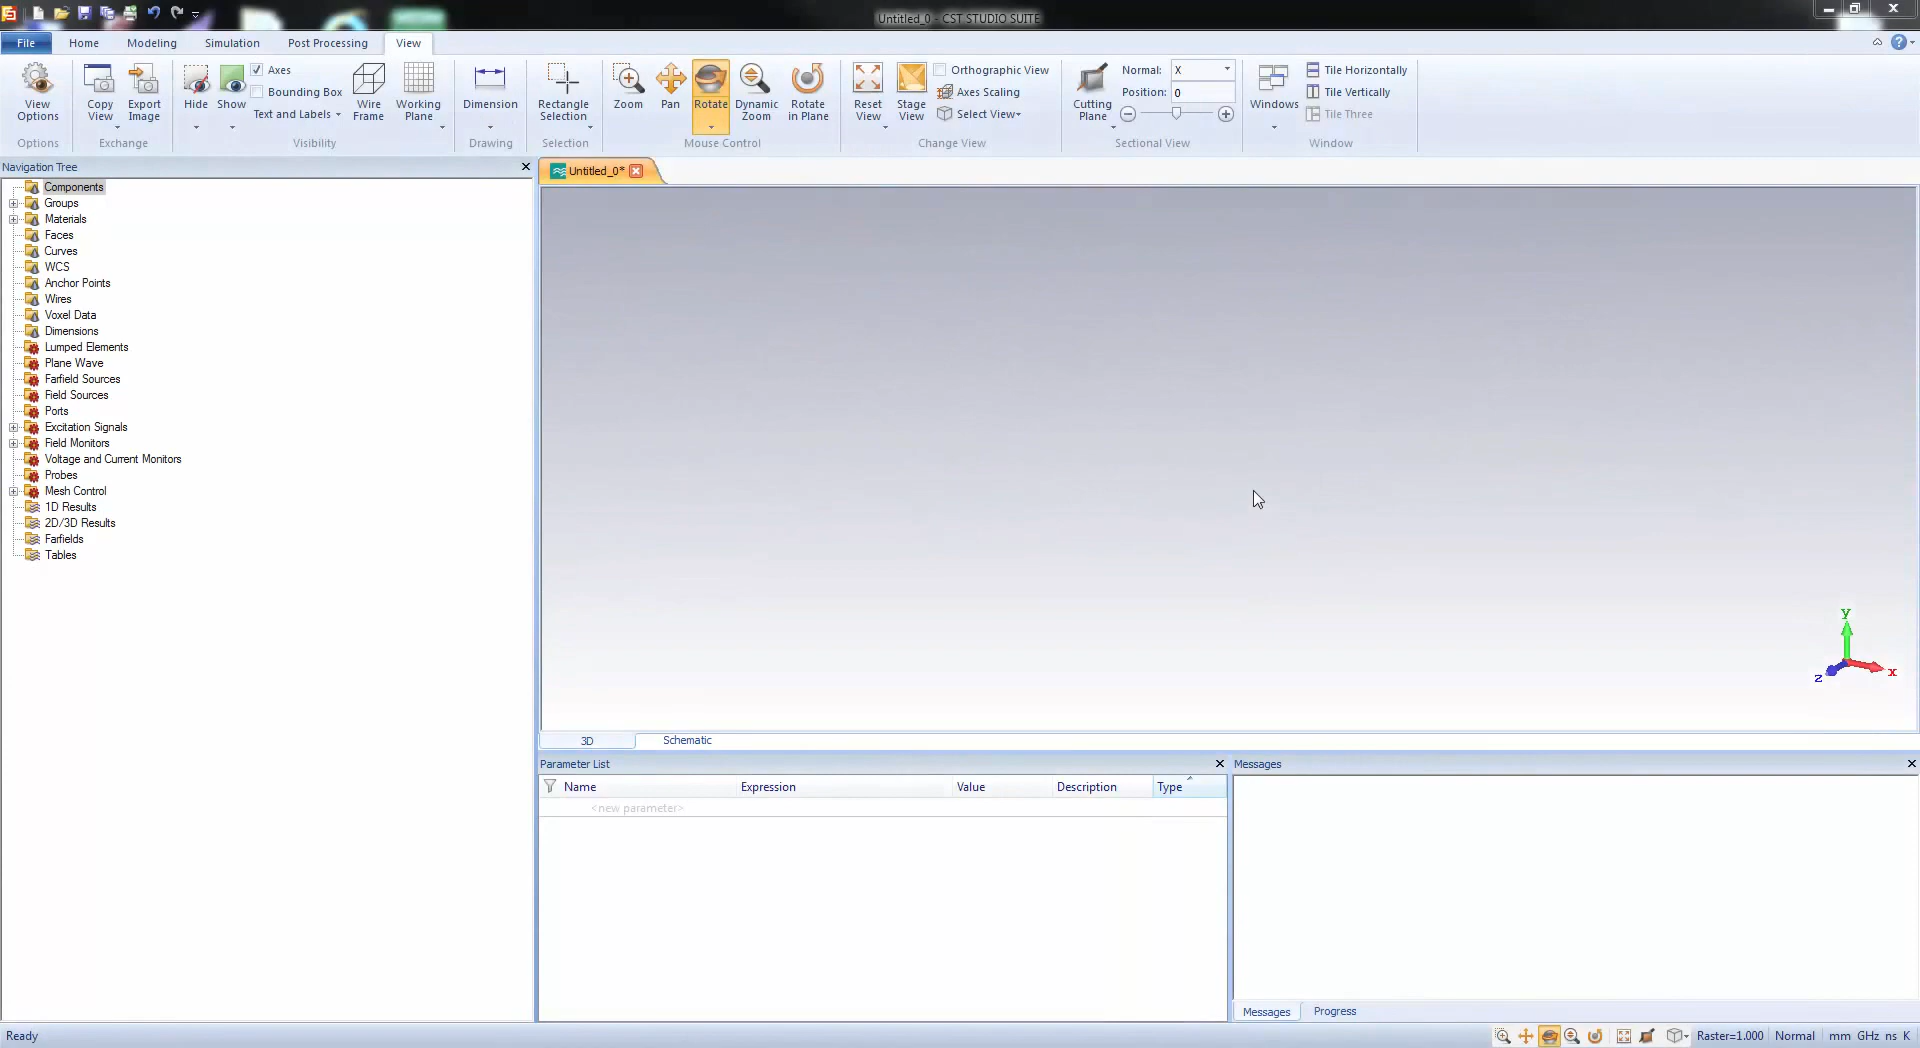 Untitled_0 - CST STUDIO SUITE
File Home Modeling Simulation Post Processing View
View Options
Copy View
Export Image
Hide
Show
Axes
Bounding Box
Text and Labels
Wire Frame
Working Plane
Dimension
Rectangle Selection
Zoom
Pan
Rotate
Dynamic Zoom
Rotate in Plane
Reset View
Stage View
Orthographic View
Axes Scaling
Select View
Cutting Plane
Normal: X
Position: 0
Windows
Tile Horizontally
Tile Vertically
Tile Three
Options Exchange Visibility Drawing Selection Mouse Control Change View Sectional View Window
Navigation Tree
Untitled_0*
Components
Groups
Materials
Faces
Curves
WCS
Anchor Points
Wires
Voxel Data
Dimensions
Lumped Elements
Plane Wave
Farfield Sources
Field Sources
Ports
Excitation Signals
Field Monitors
Voltage and Current Monitors
Probes
Mesh Control
1D Results
2D/3D Results
Farfields
Tables
y
z
x
3D Schematic
Parameter List
Name Expression Value Description Type
<new parameter>
Messages
Messages Progress
Ready
Raster=1.000 Normal mm GHz ns K